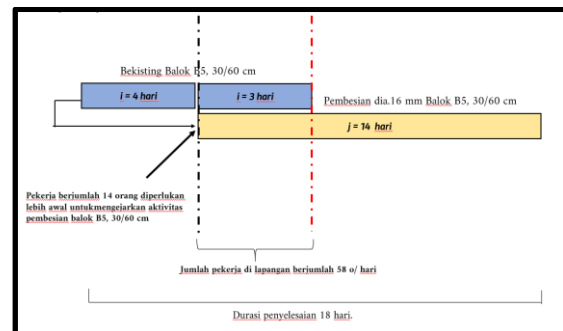 Bekisting Balok B5, 30/60 cm
i = 4 hari
i = 3 hari
Pembesian dia.16 mm Balok B5, 30/60 cm
j = 14 hari
Pekerja berjumlah 14 orang diperlukan
lebih awal untukmengejarkan aktivitas
pembesian balok B5, 30/60 cm
Jumlah pekerja di lapangan berjumlah 58 o/ hari
Durasi penyelesaian 18 hari.